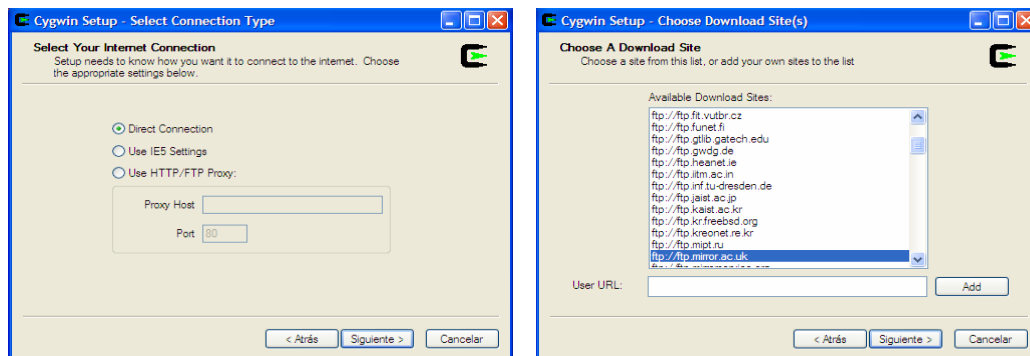 Cygwin Setup - Select Connection Type
Select Your Internet Connection
Setup needs to know how you want it to connect to the internet. Choose
the appropriate settings below.
Direct Connection
Use IE5 Settings
Use HTTP/FTP Proxy:
Proxy Host
Port 80
< Atrás Siguiente > Cancelar
Cygwin Setup - Choose Download Site(s)
Choose A Download Site
Choose a site from this list, or add your own sites to the list
Available Download Sites:
ftp://ftp.fit.vutbr.cz
ftp://ftp.funet.fi
ftp://ftp.gtlib.gatech.edu
ftp://ftp.gwdg.de
ftp://ftp.heanet.ie
ftp://ftp.iitm.ac.in
ftp://ftp.inf.tu-dresden.de
ftp://ftp.jaist.ac.jp
ftp://ftp.kaist.ac.kr
ftp://ftp.kr.freebsd.org
ftp://ftp.kreonet.re.kr
ftp://ftp.mipt.ru
ftp://ftp.mirror.ac.uk
User URL: Add
< Atrás Siguiente > Cancelar